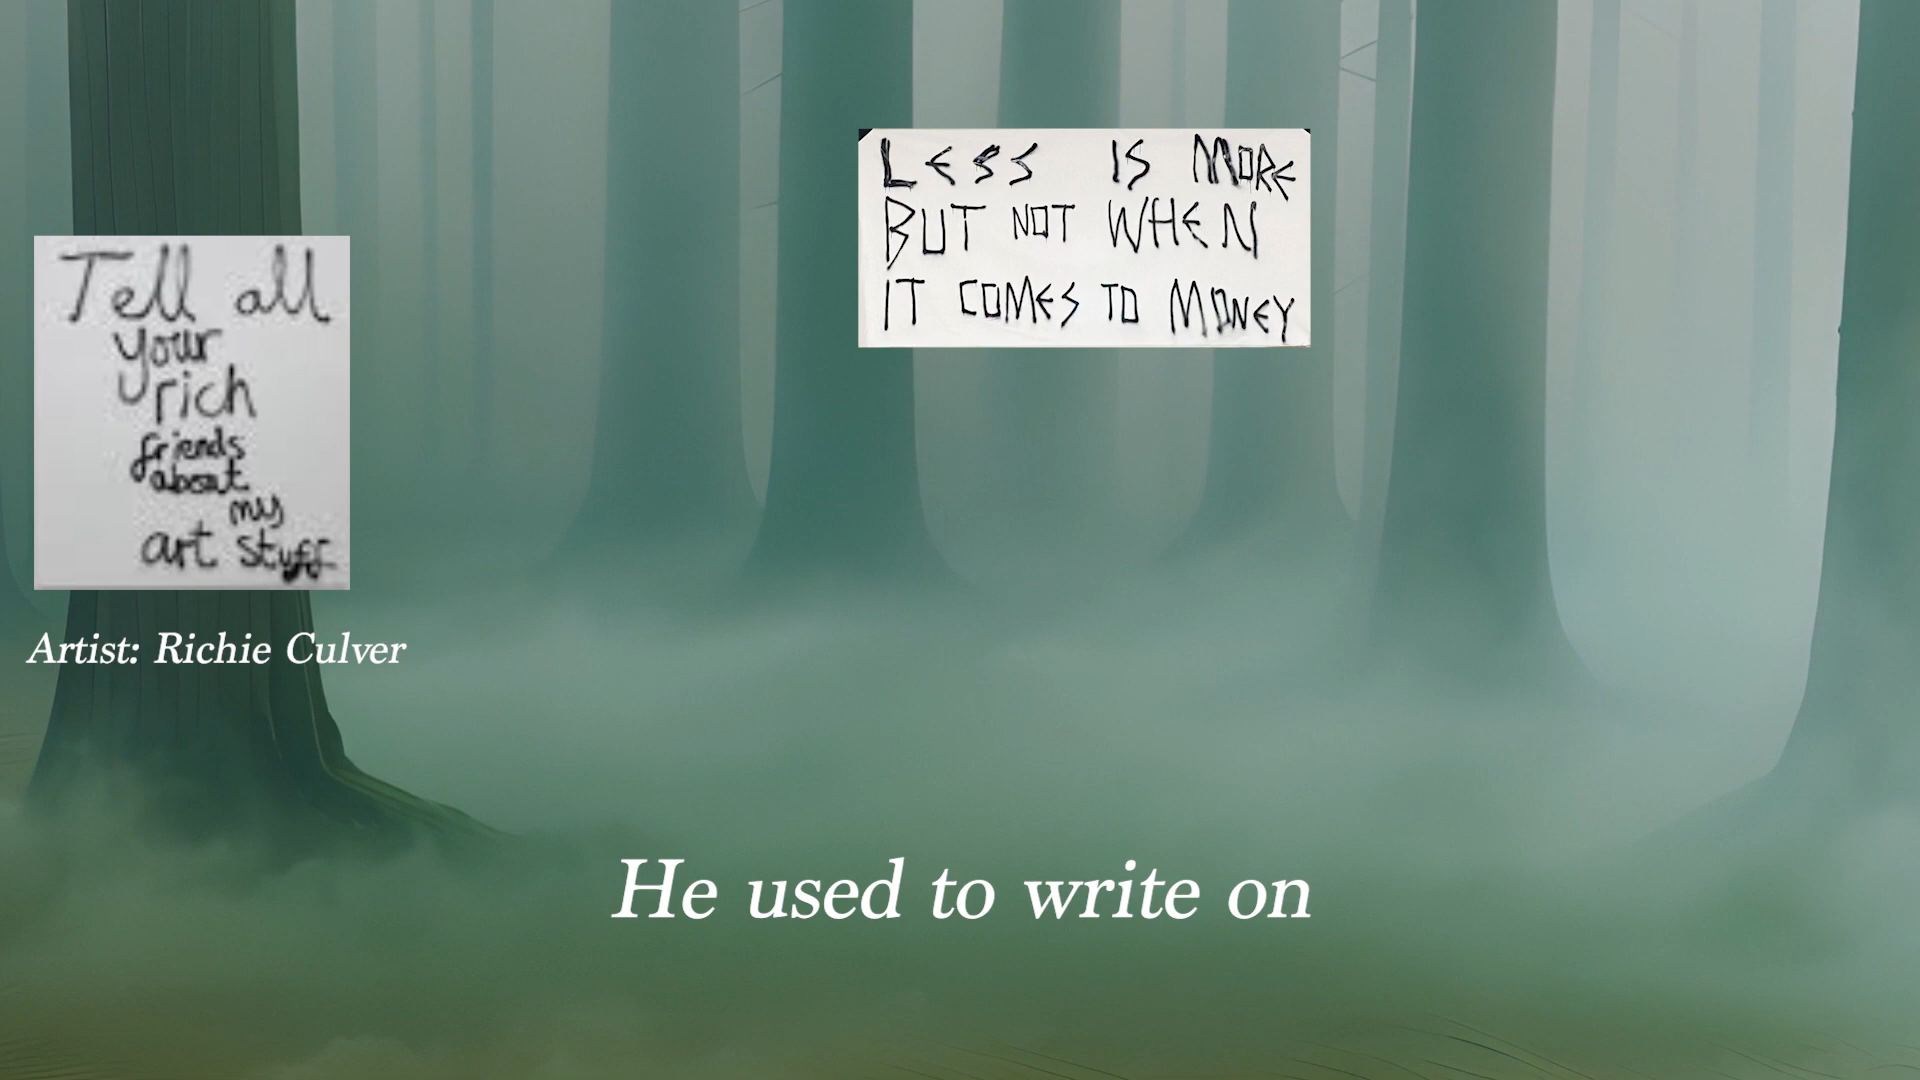 Tell all
your
rich
friends
about
my
art stuff
Artist: Richie Culver
LESS IS MORE
BUT NOT WHEN
IT COMES TO MONEY
He used to write on